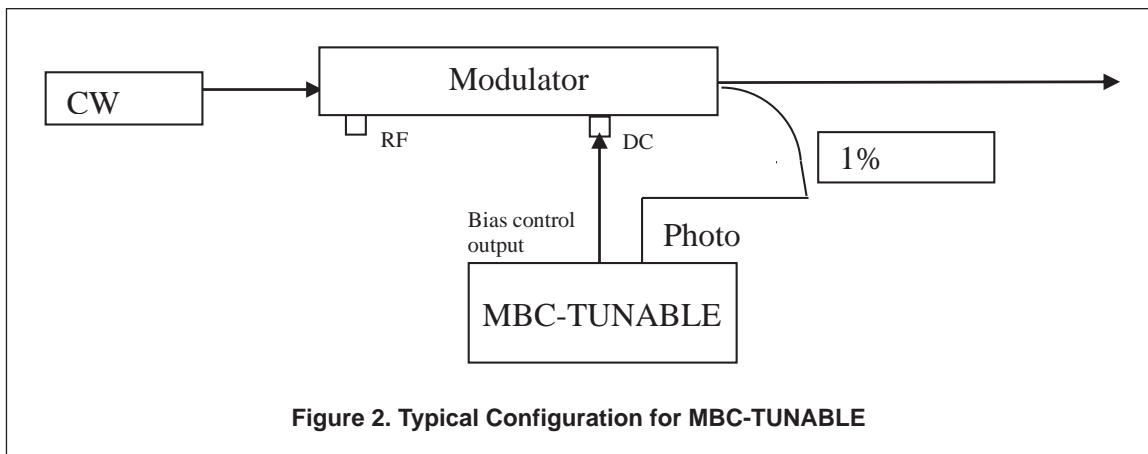 CW
Modulator
RF
DC
1%
Bias control
output
Photo
MBC-TUNABLE
Figure 2. Typical Configuration for MBC-TUNABLE